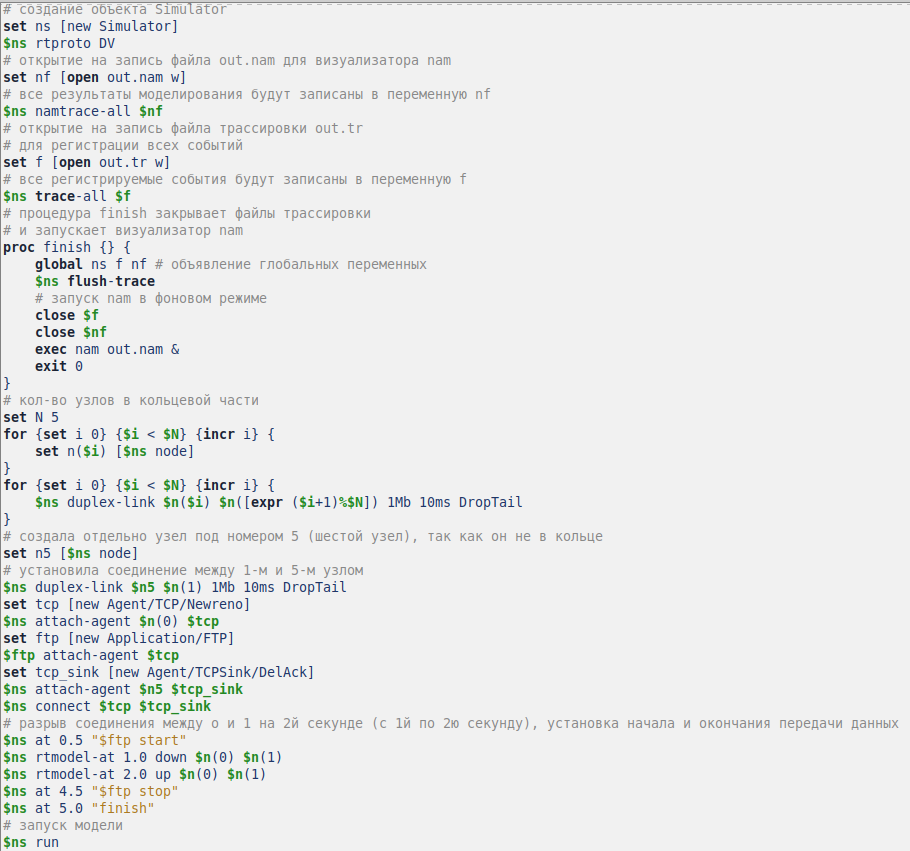 # создание объекта Simulator
set ns [new Simulator]
$ns rtproto DV
# открытие на запись файла out.nam для визуализатора nam
set nf [open out.nam w]
# все результаты моделирования будут записаны в переменную nf
$ns namtrace-all $nf
# открытие на запись файла трассировки out.tr
# для регистрации всех событий
set f [open out.tr w]
# все регистрируемые события будут записаны в переменную f
$ns trace-all $f
# процедура finish закрывает файлы трассировки
# и запускает визуализатор nam
proc finish {} {
    global ns f nf # объявление глобальных переменных
    $ns flush-trace
    # запуск nam в фоновом режиме
    close $f
    close $nf
    exec nam out.nam &
    exit 0
}
# кол-во узлов в кольцевой части
set N 5
for {set i 0} {$i < $N} {incr i} {
    set n($i) [$ns node]
}
for {set i 0} {$i < $N} {incr i} {
    $ns duplex-link $n($i) $n([expr ($i+1)%$N]) 1Mb 10ms DropTail
}
# создала отдельно узел под номером 5 (шестой узел), так как он не в кольце
set n5 [$ns node]
# установила соединение между 1-м и 5-м узлом
$ns duplex-link $n5 $n(1) 1Mb 10ms DropTail
set tcp [new Agent/TCP/Newreno]
$ns attach-agent $n(0) $tcp
set ftp [new Application/FTP]
$ftp attach-agent $tcp
set tcp_sink [new Agent/TCPSink/DelAck]
$ns attach-agent $n5 $tcp_sink
$ns connect $tcp $tcp_sink
# разрыв соединения между о и 1 на 2й секунде (с 1й по 2ю секунду), установка начала и окончания передачи данных
$ns at 0.5 "$ftp start"
$ns rtmodel-at 1.0 down $n(0) $n(1)
$ns rtmodel-at 2.0 up $n(0) $n(1)
$ns at 4.5 "$ftp stop"
$ns at 5.0 "finish"
# запуск модели
$ns run